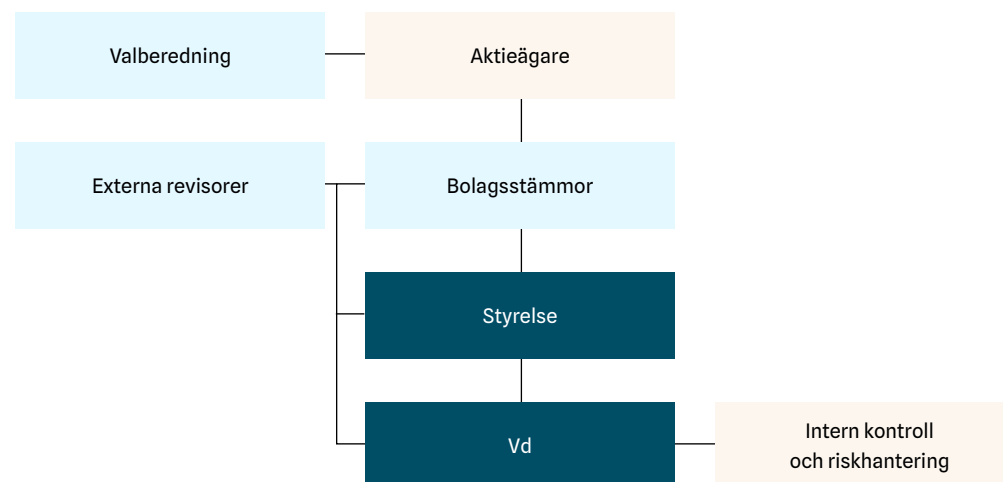 Valberedning
Aktieägare
Externa revisorer
Bolagsstämmor
Styrelse
Vd
Intern kontroll
och riskhantering